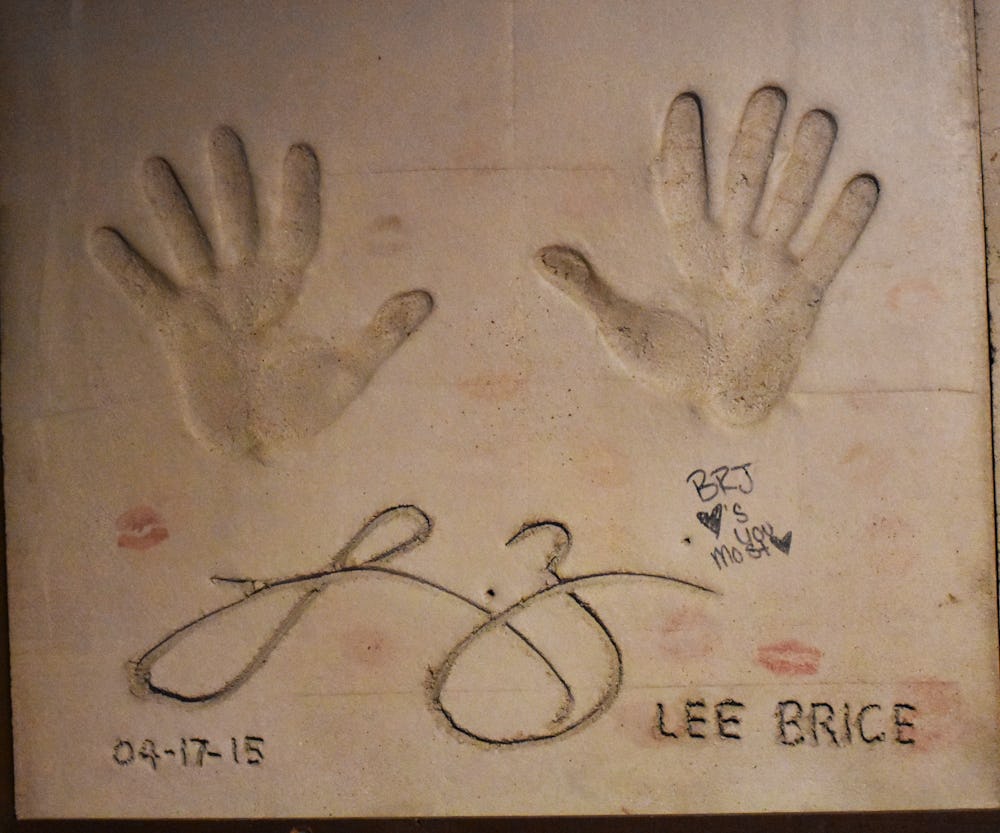 BRJ
♥'s
you
most ♥
04-17-15
LEE BRICE